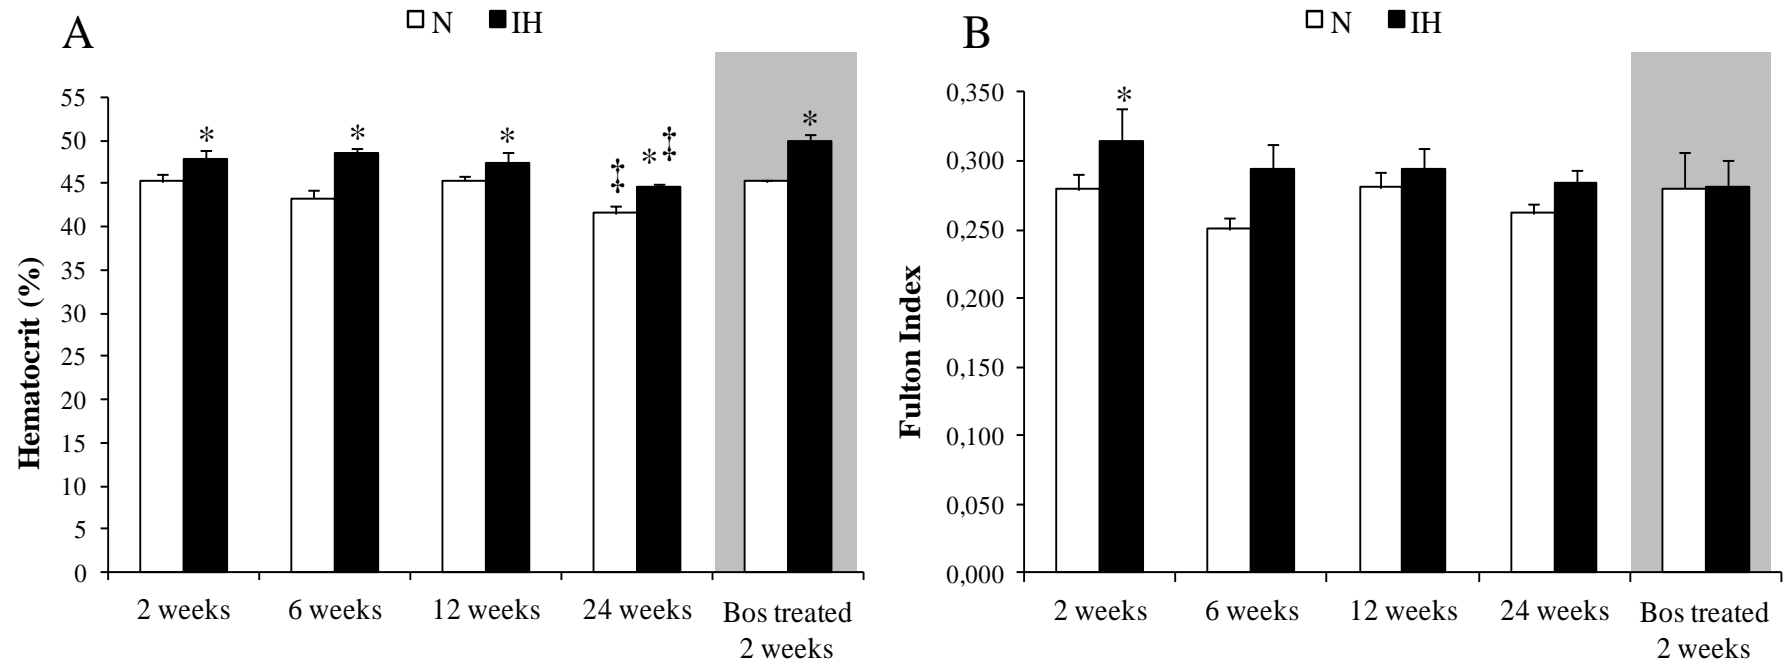 A
N IH
55
50
45
40
35
30
25
20
15
10
5
0
Hematocrit (%)
* * * ‡ * ‡ *
2 weeks 6 weeks 12 weeks 24 weeks Bos treated
2 weeks
B
N IH
0,350
0,300
0,250
0,200
0,150
0,100
0,050
0,000
Fulton Index
*
2 weeks 6 weeks 12 weeks 24 weeks Bos treated
2 weeks